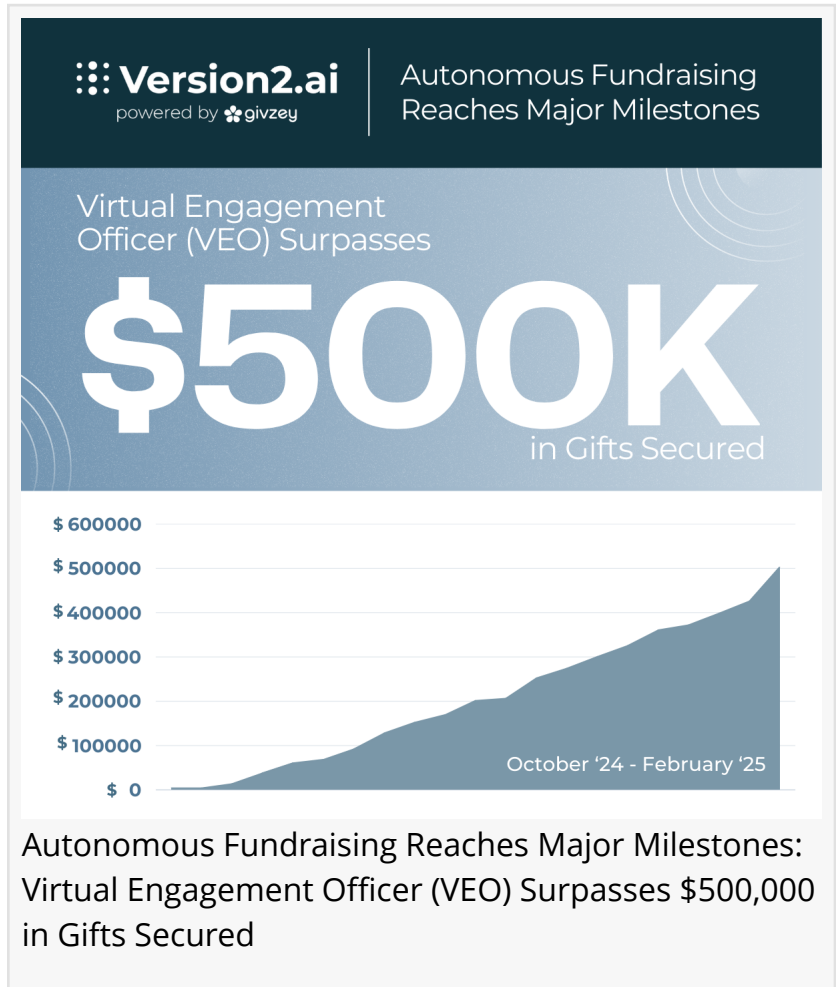 Version2.ai
powered by givzey
Autonomous Fundraising
Reaches Major Milestones
Virtual Engagement
Officer (VEO) Surpasses
$500K
in Gifts Secured
$ 600000
$ 500000
$ 400000
$ 300000
$ 200000
$ 100000
$ 0
October ‘24 - February ‘25
Autonomous Fundraising Reaches Major Milestones:
Virtual Engagement Officer (VEO) Surpasses $500,000
in Gifts Secured